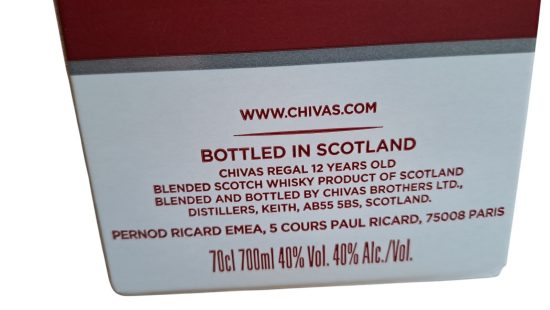 WWW.CHIVAS.COM
BOTTLED IN SCOTLAND
CHIVAS REGAL 12 YEARS OLD
BLENDED SCOTCH WHISKY PRODUCT OF SCOTLAND
BLENDED AND BOTTLED BY CHIVAS BROTHERS LTD.,
DISTILLERS, KEITH, AB55 5BS, SCOTLAND.
PERNOD RICARD EMEA, 5 COURS PAUL RICARD, 75008 PARIS
70cl 700ml 40% Vol. 40% Alc./Vol.